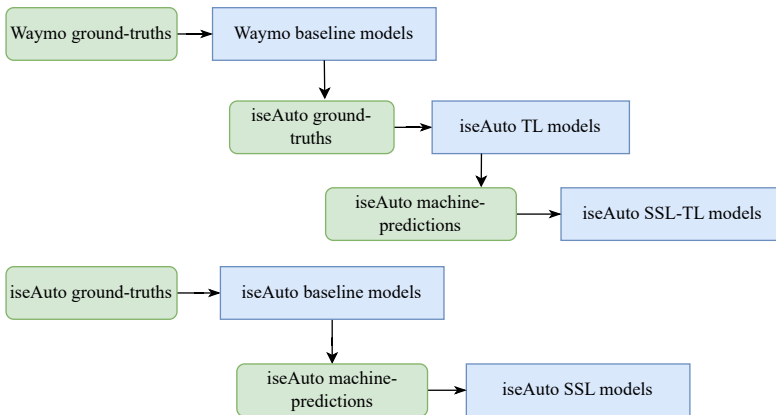 Waymo ground-truths
Waymo baseline models
iseAuto ground-
truths
iseAuto TL models
iseAuto machine-
predictions
iseAuto SSL-TL models
iseAuto ground-truths
iseAuto baseline models
iseAuto machine-
predictions
iseAuto SSL models